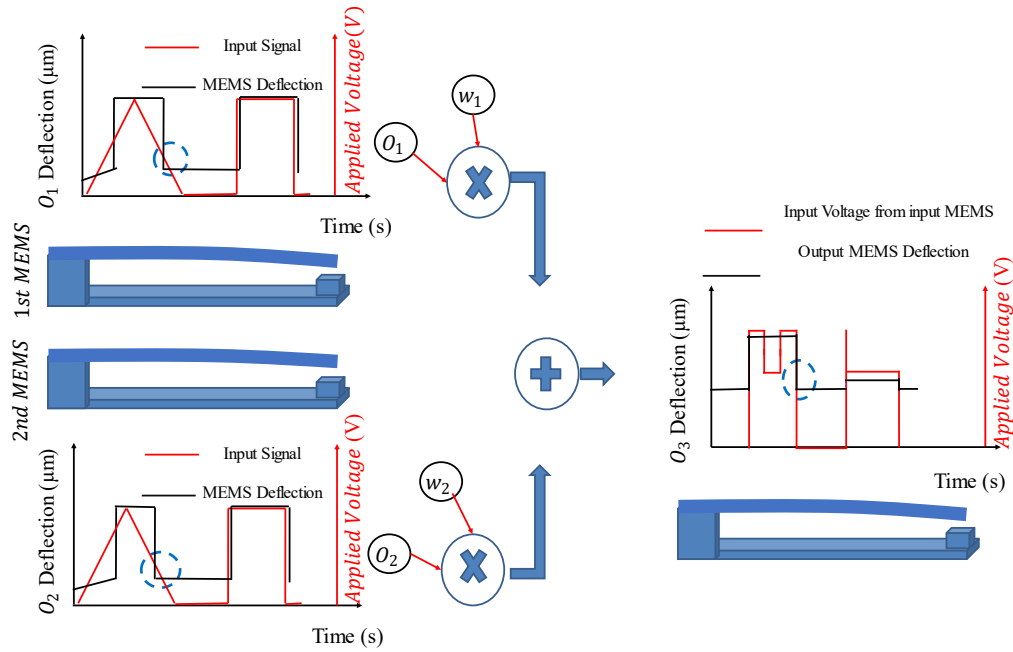 Input Signal
MEMS Deflection
O₁ Deflection (µm)
Applied Voltage(V)
Time (s)
w₁
O₁
1st MEMS
2nd MEMS
Input Signal
MEMS Deflection
O₂ Deflection (µm)
Applied Voltage (V)
Time (s)
w₂
O₂
Input Voltage from input MEMS
Output MEMS Deflection
O₃ Deflection (µm)
Applied Voltage (V)
Time (s)